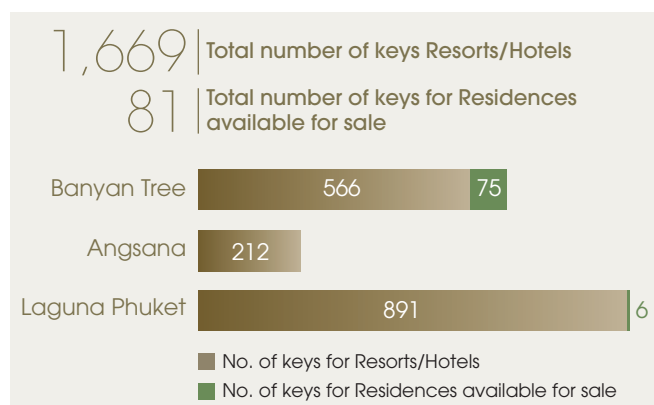 1,669 Total number of keys Resorts/Hotels
81 Total number of keys for Residences
available for sale
Banyan Tree 566 75
Angsana 212
Laguna Phuket 891 6
No. of keys for Resorts/Hotels
No. of keys for Residences available for sale